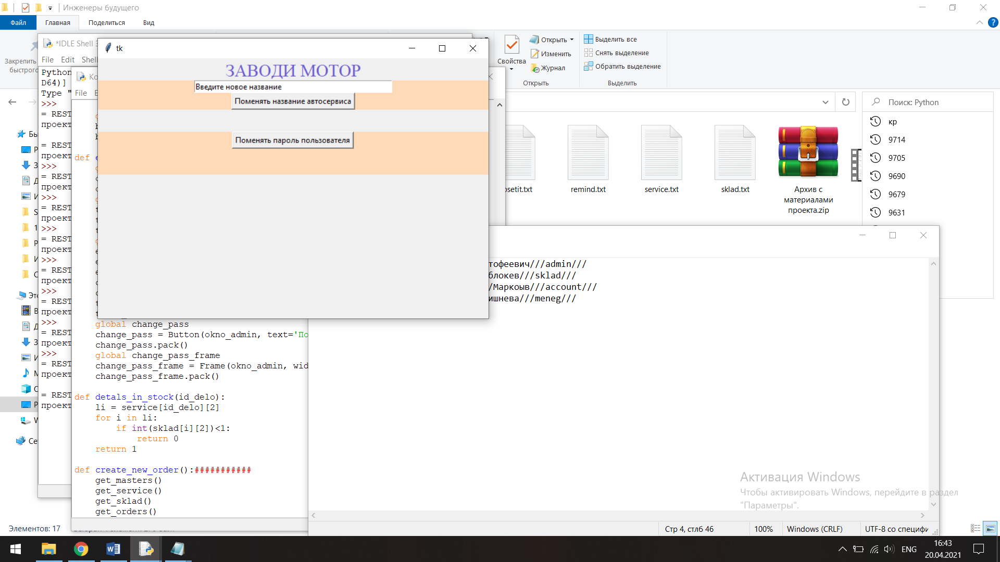 Инженеры будущего
Файл
Главная
Поделиться
Вид
Закрепить
быстрого
Свойства
Открыть
Изменить
Журнал
Открыть
Выделить все
Снять выделение
Обратить выделение
Выделить
*IDLE Shell 3
File Edit Shell
Python
D64)]
Type "
>>>
= REST
проект
= REST
проект
>>>
= REST
проект
>>>
= REST
проект
>>>
= REST
проект
>>>
= REST
проект
>>>
= REST
проект
>>>
= REST
проект
>>>
= REST
проект
= REST
проект
File
tk
ЗАВОДИ МОТОР
Введите новое название
Поменять название автосервиса
Поменять пароль пользователя
def e
global change_pass
change_pass = Button(okno_admin, text='По
change_pass.pack()
global change_pass_frame
change_pass_frame = Frame(okno_admin, wid
change_pass_frame.pack()
def detals_in_stock(id_delo):
li = service[id_delo][2]
for i in li:
if int(sklad[i][2])<1:
return 0
return 1
def create_new_order():###########
get_masters()
get_service()
get_sklad()
get_orders()
Поиск: Python
кр
9714
9705
9690
9679
9631
osetit.txt
remind.txt
service.txt
sklad.txt
Архив с
материалами
проекта.zip
тофеевич///admin///
блокев///sklad///
/Маркоыв///account///
ишнева///meneg///
Активация Windows
Чтобы активировать Windows, перейдите в раздел
"Параметры".
Стр 4, стлб 46
100%
Windows (CRLF)
UTF-8 со специфи
Элементов: 17
ENG
16:43
20.04.2021